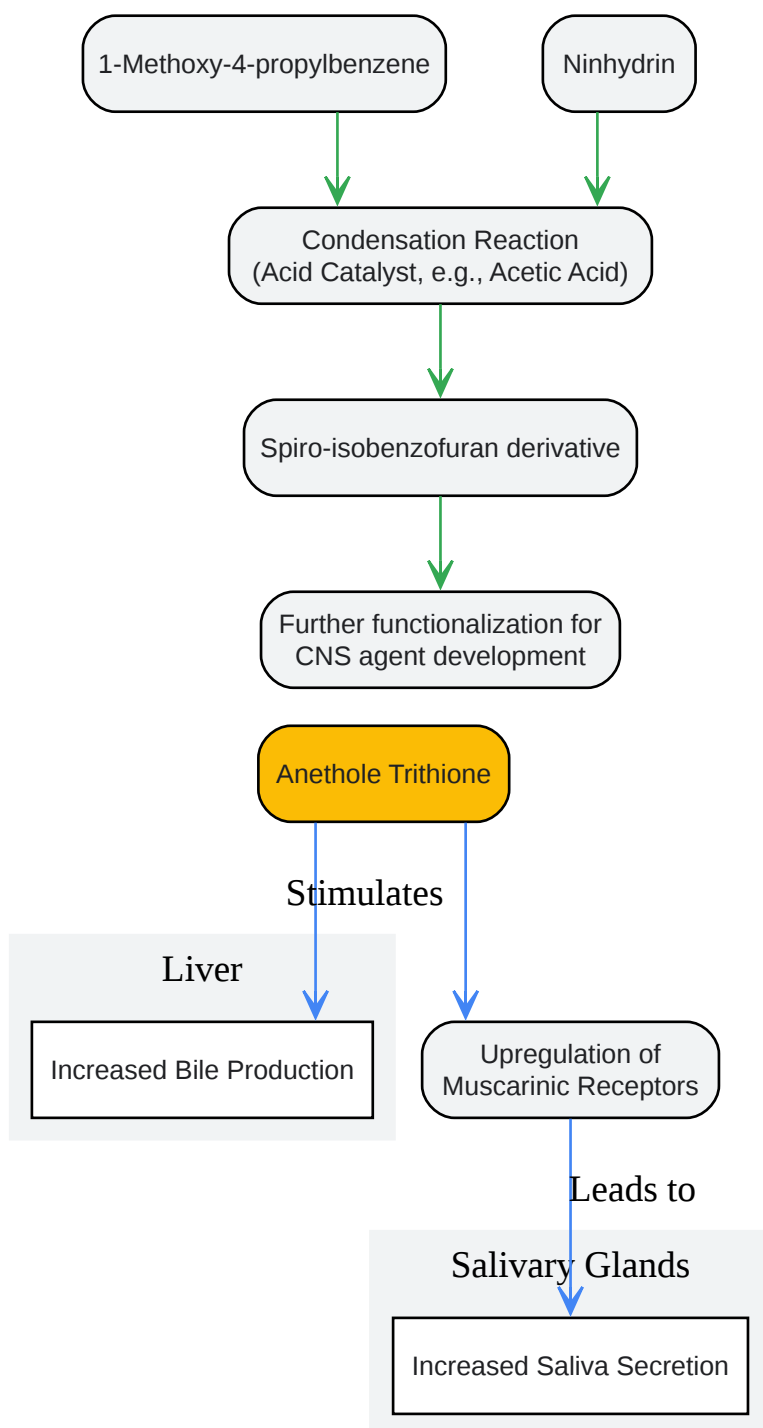 1-Methoxy-4-propylbenzene
Ninhydrin
Condensation Reaction
(Acid Catalyst, e.g., Acetic Acid)
Spiro-isobenzofuran derivative
Further functionalization for
CNS agent development
Anethole Trithione
Stimulates
Liver
Increased Bile Production
Upregulation of
Muscarinic Receptors
Leads to
Salivary Glands
Increased Saliva Secretion